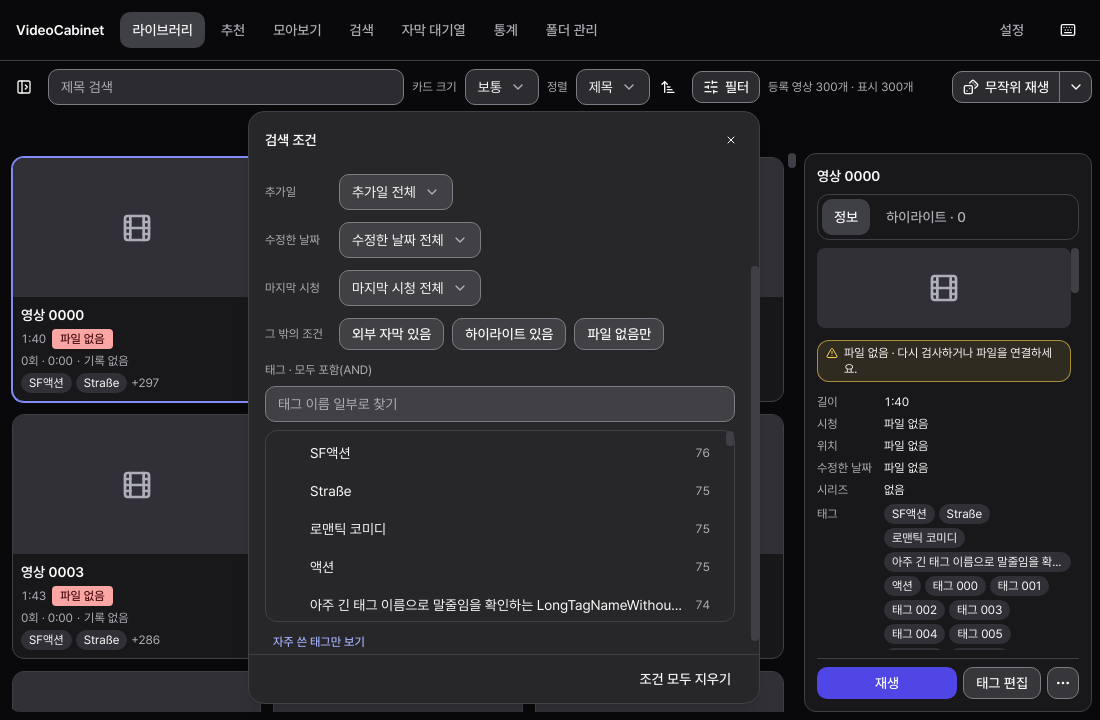 VideoCabinet 라이브러리 추천 모아보기 검색 자막 대기열 통계 폴더 관리 설정
제목 검색 카드 크기 보통 정렬 제목 필터 등록 영상 300개 · 표시 300개 무작위 재생
영상 0000
1:40 파일 없음
0회 · 0:00 · 기록 없음
SF액션 Straße +297
영상 0003
1:43 파일 없음
0회 · 0:00 · 기록 없음
SF액션 Straße +286
검색 조건
추가일 추가일 전체
수정한 날짜 수정한 날짜 전체
마지막 시청 마지막 시청 전체
그 밖의 조건 외부 자막 있음 하이라이트 있음 파일 없음만
태그 · 모두 포함(AND)
태그 이름 일부로 찾기
SF액션 76
Straße 75
로맨틱 코미디 75
액션 75
아주 긴 태그 이름으로 말줄임을 확인하는 LongTagNameWithou... 74
자주 쓴 태그만 보기
조건 모두 지우기
영상 0000
정보 하이라이트 · 0
파일 없음 · 다시 검사하거나 파일을 연결하세
요.
길이 1:40
시청 파일 없음
위치 파일 없음
수정한 날짜 파일 없음
시리즈 없음
태그 SF액션 Straße
로맨틱 코미디
아주 긴 태그 이름으로 말줄임을 확...
액션 태그 000 태그 001
태그 002 태그 003
태그 004 태그 005
재생 태그 편집